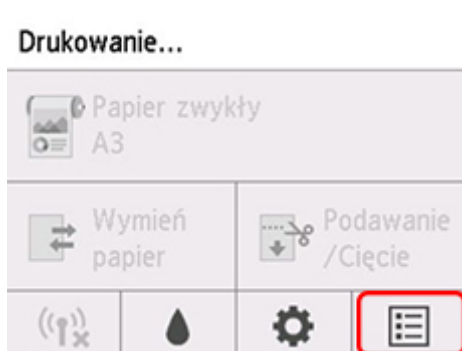 Drukowanie...
Papier zwykły
A3
Wymień
papier
Podawanie
/Cięcie